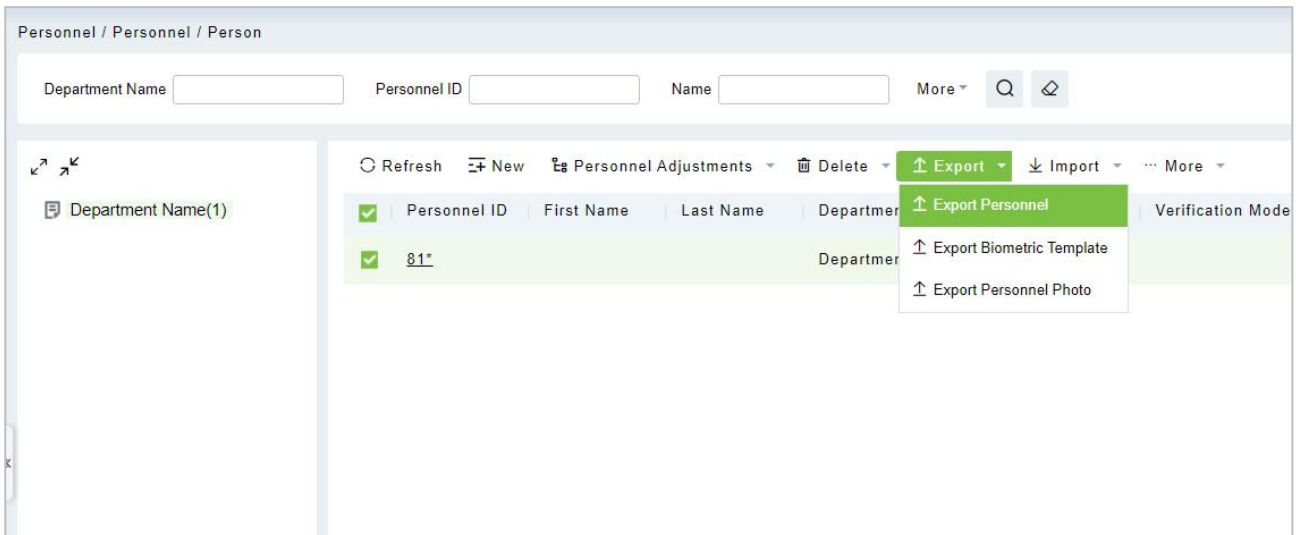 Personnel / Personnel / Person
Department Name Personnel ID Name More
Refresh New Personnel Adjustments Delete Export Import ··· More
Department Name(1)
Personnel ID First Name Last Name Departmer Export Personnel Verification Mode
81* Departmer Export Biometric Template
Export Personnel Photo